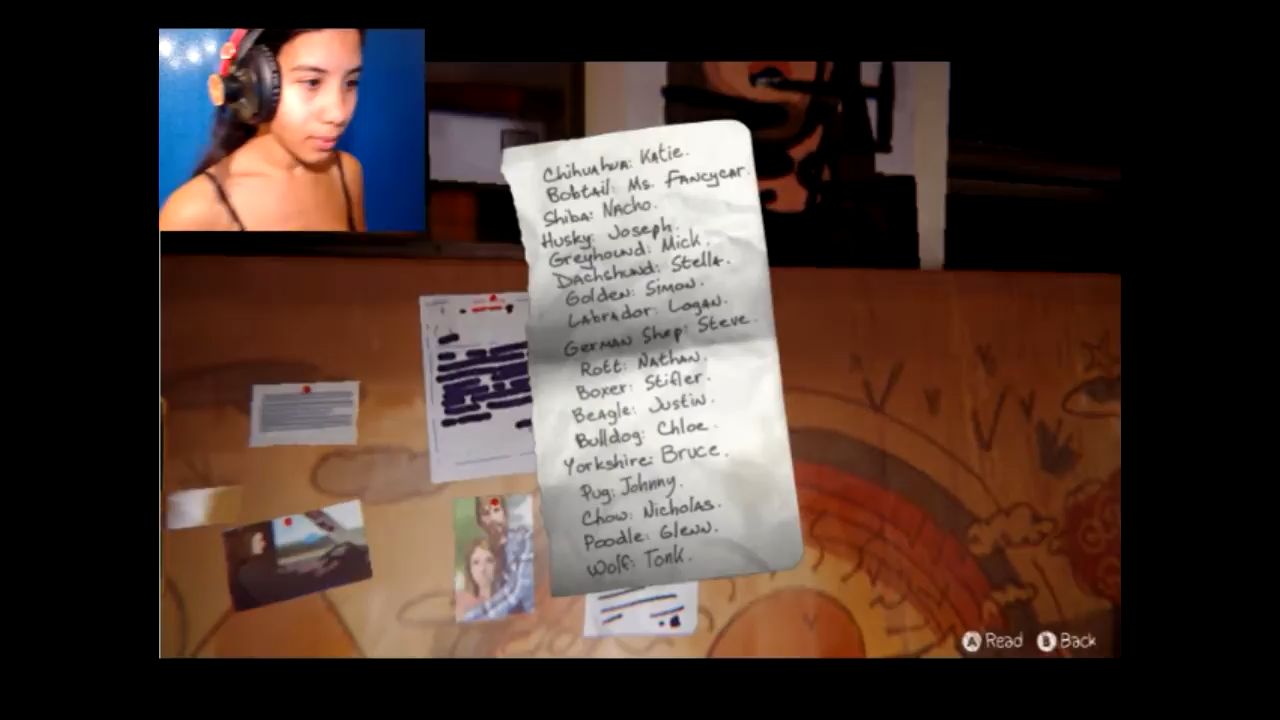 Chihuahua: Katie.
Bobtail: Ms. Fancycar.
Shiba: Nacho.
Husky: Joseph.
Greyhound: Mick.
Dachshund: Stella.
Golden: Simon.
Labrador: Logan.
German Shep: Steve.
Rott: Nathan.
Boxer: Stifler.
Beagle: Justin.
Bulldog: Chloe.
Yorkshire: Bruce.
Pug: Johnny.
Chow: Nicholas.
Poodle: Glenn.
Wolf: Tonk.
A Read B Back